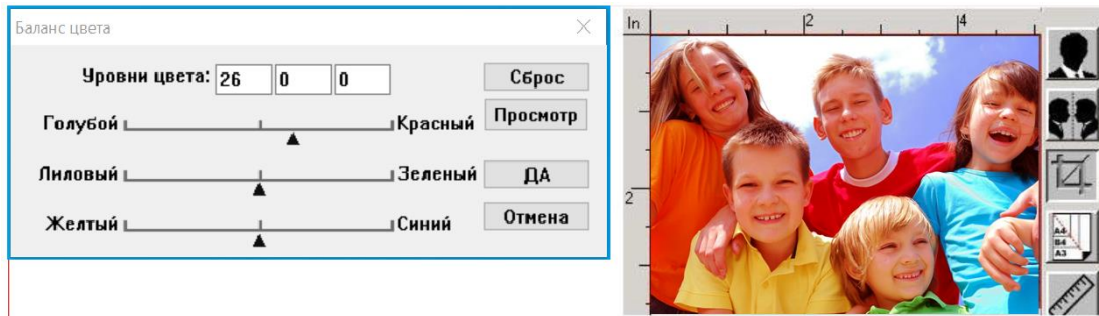 Баланс цвета
Уровни цвета: 26 0 0
Сброс
Голубой Красный
Просмотр
Лиловый Зеленый
ДА
Желтый Синий
Отмена
In 2 4
2
A4
B4
A3